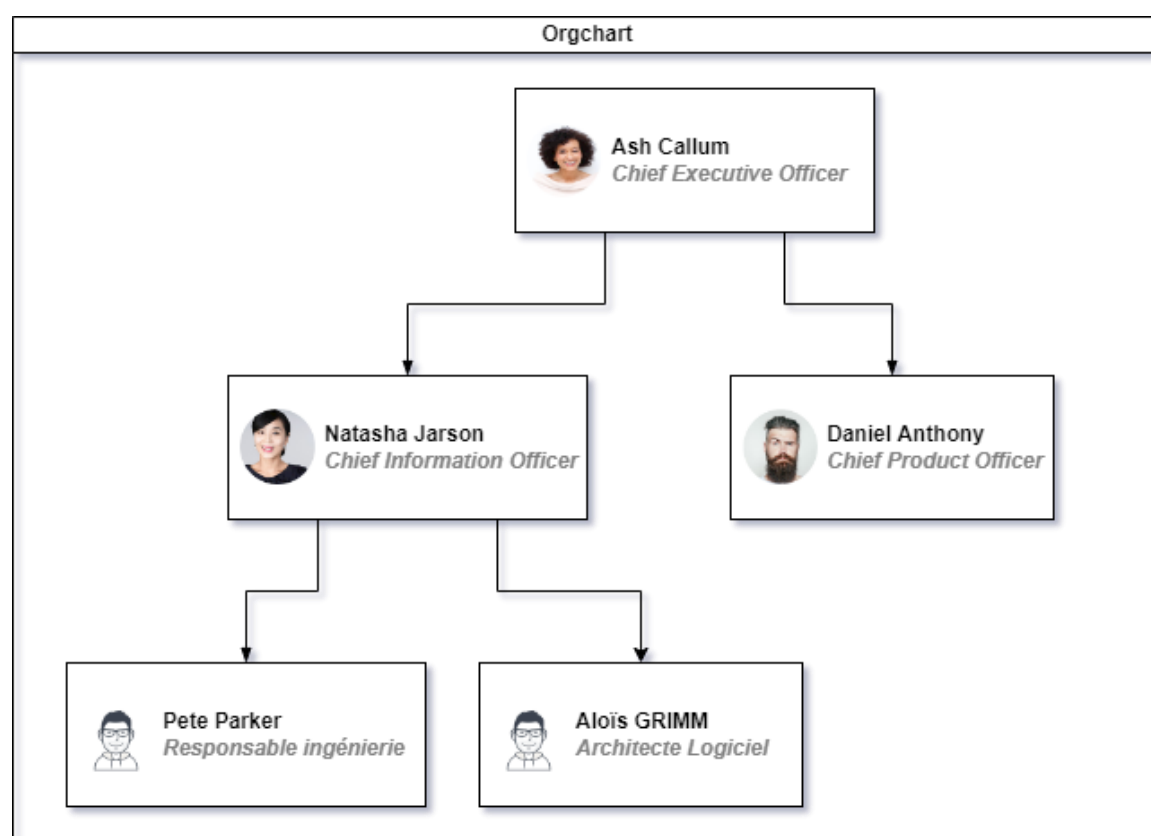 Orgchart
Ash Callum
Chief Executive Officer
Natasha Jarson
Chief Information Officer
Daniel Anthony
Chief Product Officer
Pete Parker
Responsable ingénierie
Aloïs GRIMM
Architecte Logiciel